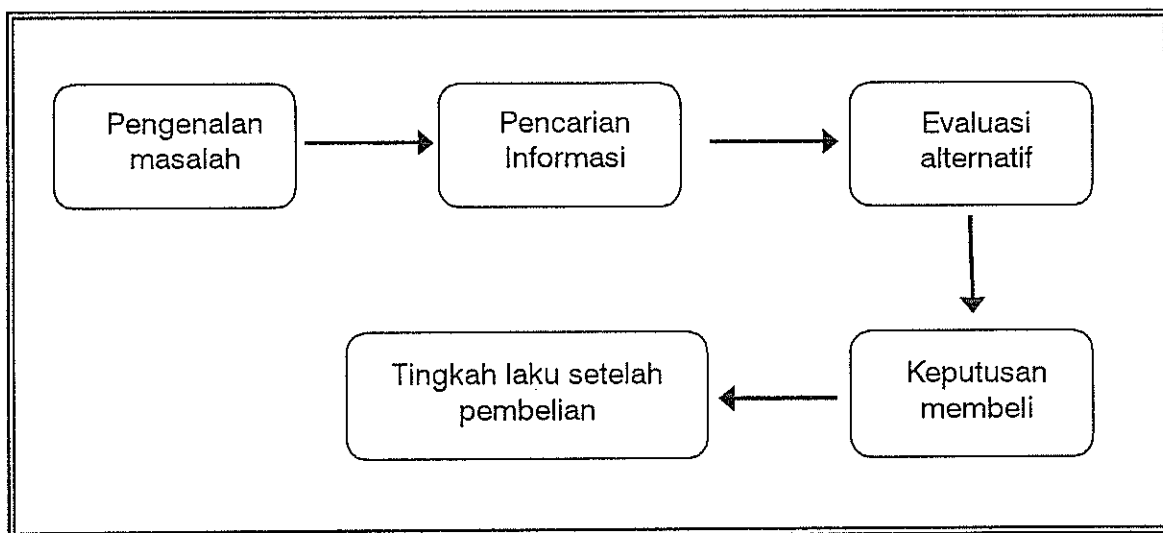 Pengenalan
masalah
Pencarian
Informasi
Evaluasi
alternatif
Keputusan
membeli
Tingkah laku setelah
pembelian